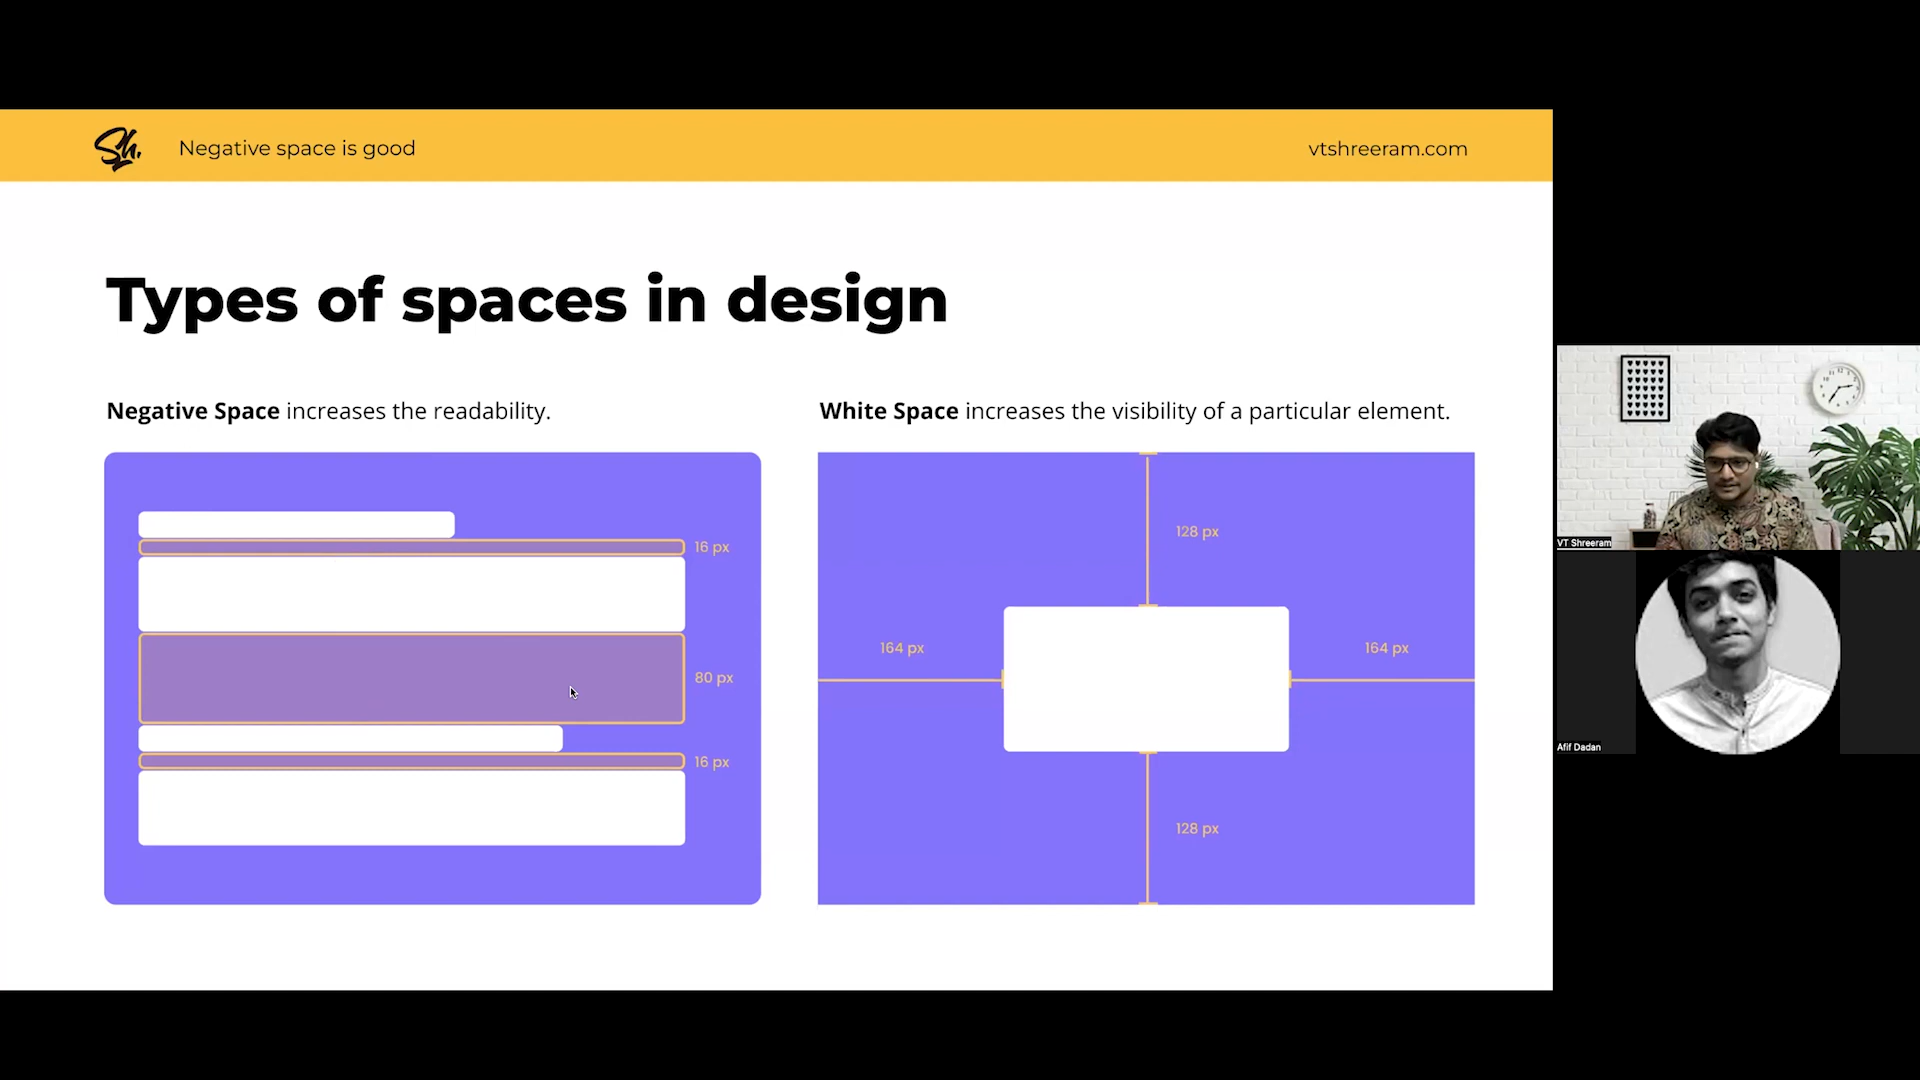 Sh.
Negative space is good
vtshreeram.com
Types of spaces in design
Negative Space increases the readability.
White Space increases the visibility of a particular element.
16 px
80 px
16 px
128 px
164 px
164 px
128 px
VT Shreeram
Afif Dadan